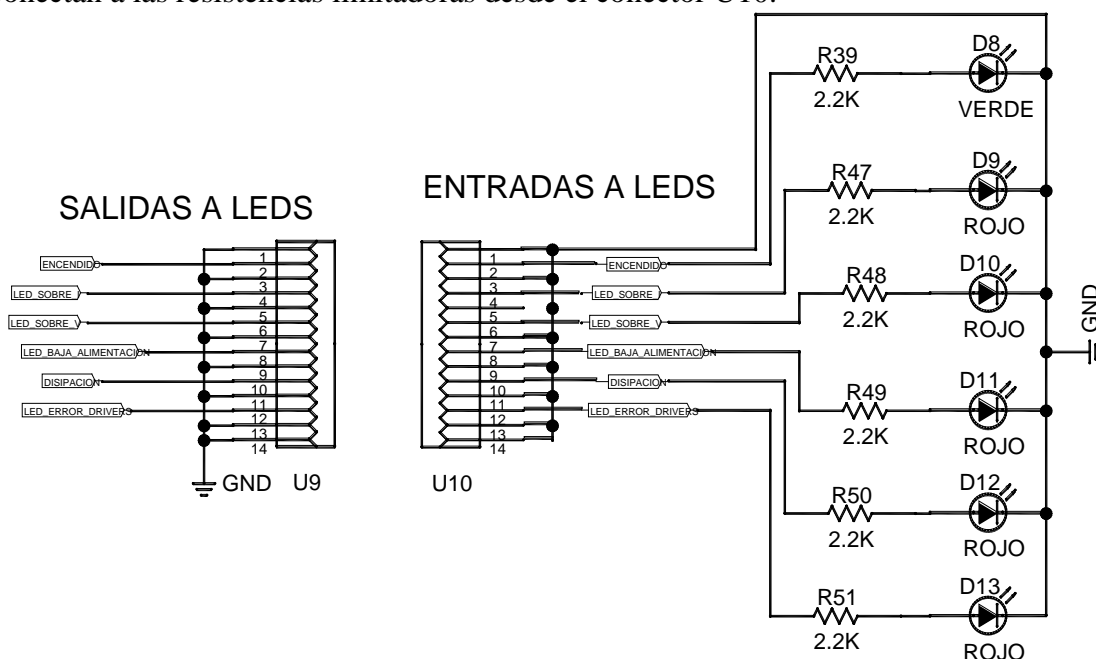 conectan a las resistencias limitadoras desde el conector U10.
SALIDAS A LEDS
ENCENDIDO
LED_SOBRE_I
LED_SOBRE_V
LED_BAJA_ALIMENTACION
DISIPACION
LED_ERROR_DRIVERS
1
2
3
4
5
6
7
8
9
10
11
12
13
14
GND
U9
ENTRADAS A LEDS
1
2
3
4
5
6
7
8
9
10
11
12
13
14
U10
ENCENDIDO
LED_SOBRE_I
LED_SOBRE_V
LED_BAJA_ALIMENTACION
DISIPACION
LED_ERROR_DRIVERS
R39
2.2K
D8
VERDE
R47
2.2K
D9
ROJO
R48
2.2K
D10
ROJO
R49
2.2K
D11
ROJO
R50
2.2K
D12
ROJO
R51
2.2K
D13
ROJO
GND